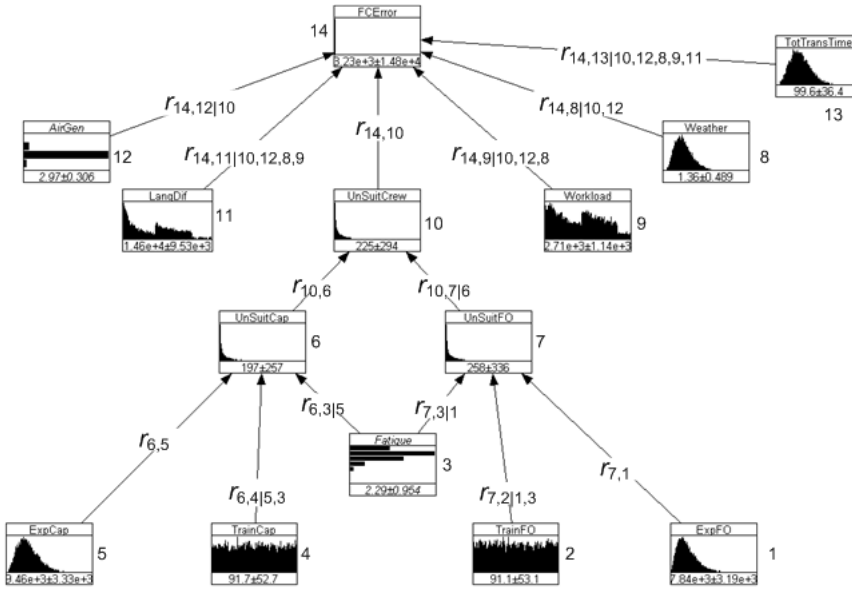 FCError
14
8.23e+3±1.48e+4
TotTransTime
99.6±36.4
13
r14,13|10,12,8,9,11
r14,12|10
r14,8|10,12
AirGen
2.97±0.306
12
r14,11|10,12,8,9
r14,10
r14,9|10,12,8
Weather
1.36±0.489
8
LangDif
1.46e+4±9.53e+3
11
UnSuitCrew
225±294
10
Workload
2.71e+3±1.14e+3
9
r10,6
r10,7|6
UnSuitCap
197±257
6
UnSuitFO
258±336
7
r6,5
r6,3|5
r7,3|1
r7,1
Fatique
2.29±0.954
3
r6,4|5,3
r7,2|1,3
ExpCap
9.46e+3±3.33e+3
5
TrainCap
91.7±52.7
4
TrainFO
91.1±53.1
2
ExpFO
7.84e+3±3.19e+3
1